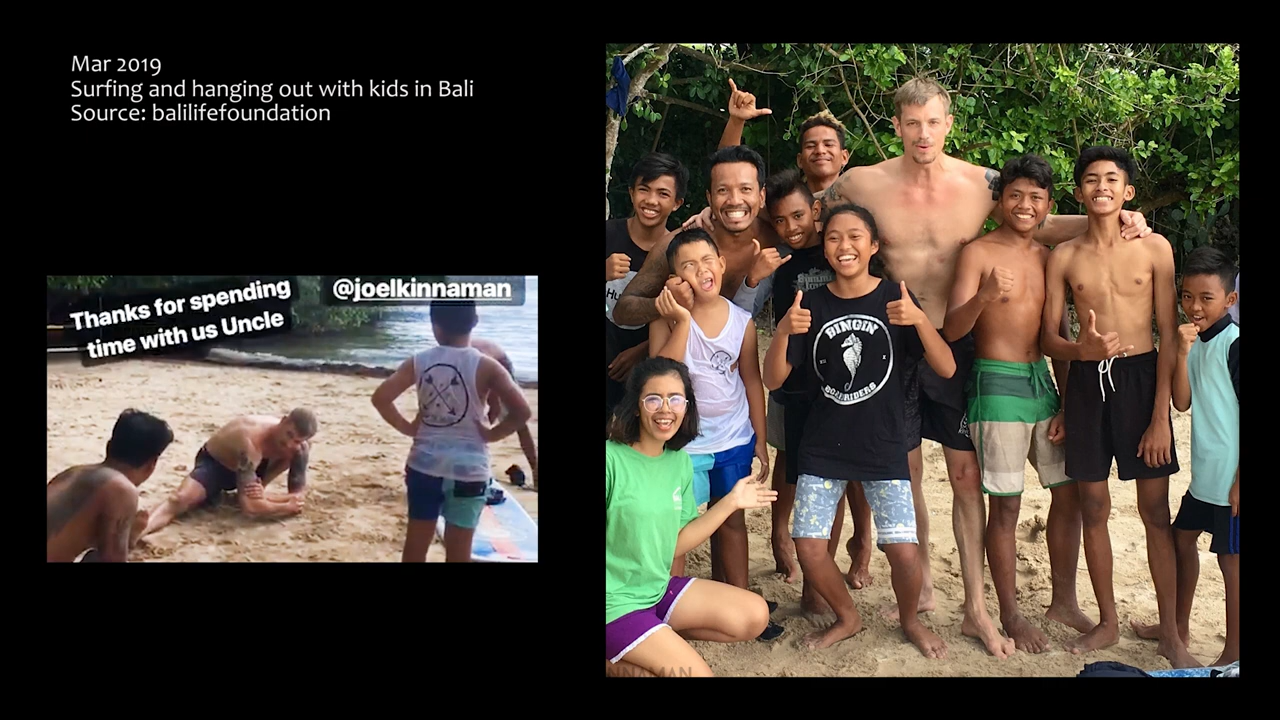 Mar 2019
Surfing and hanging out with kids in Bali
Source: balilifefoundation
Thanks for spending
time with us Uncle
@joelkinnaman
BINGIN
BOARDRIDERS